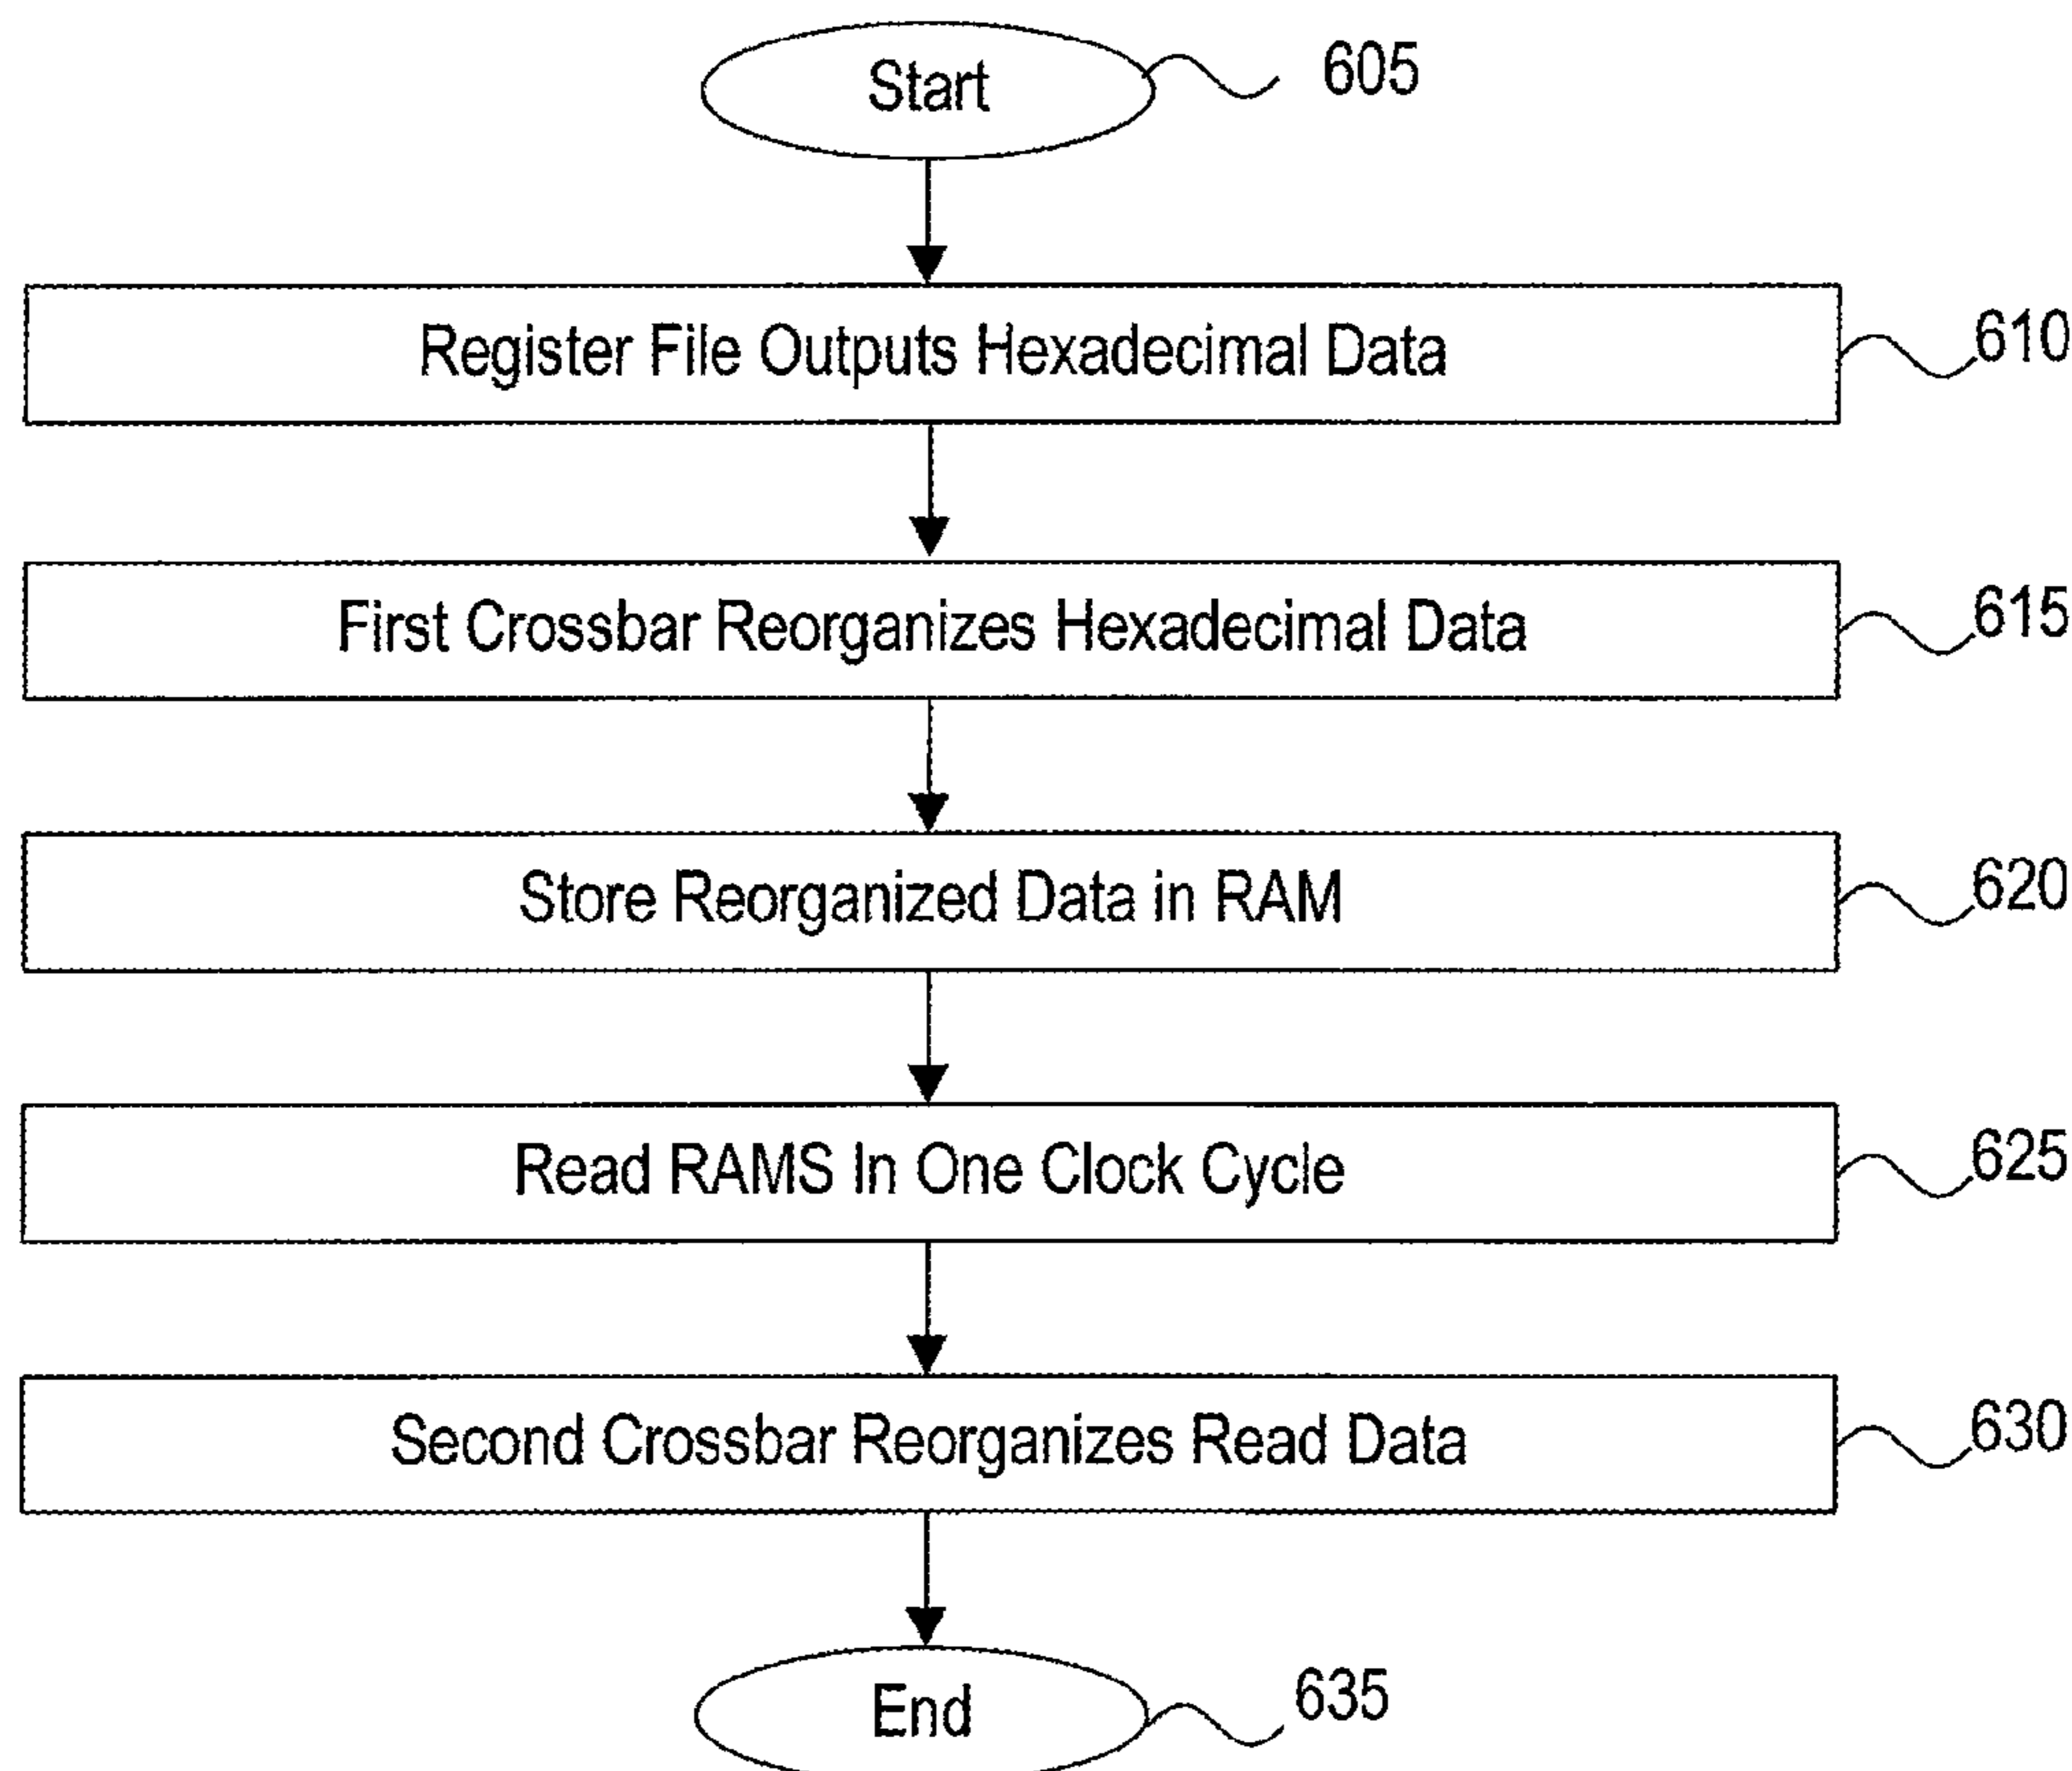 Start 605
Register File Outputs Hexadecimal Data 610
First Crossbar Reorganizes Hexadecimal Data 615
Store Reorganized Data in RAM 620
Read RAMS In One Clock Cycle 625
Second Crossbar Reorganizes Read Data 630
End 635